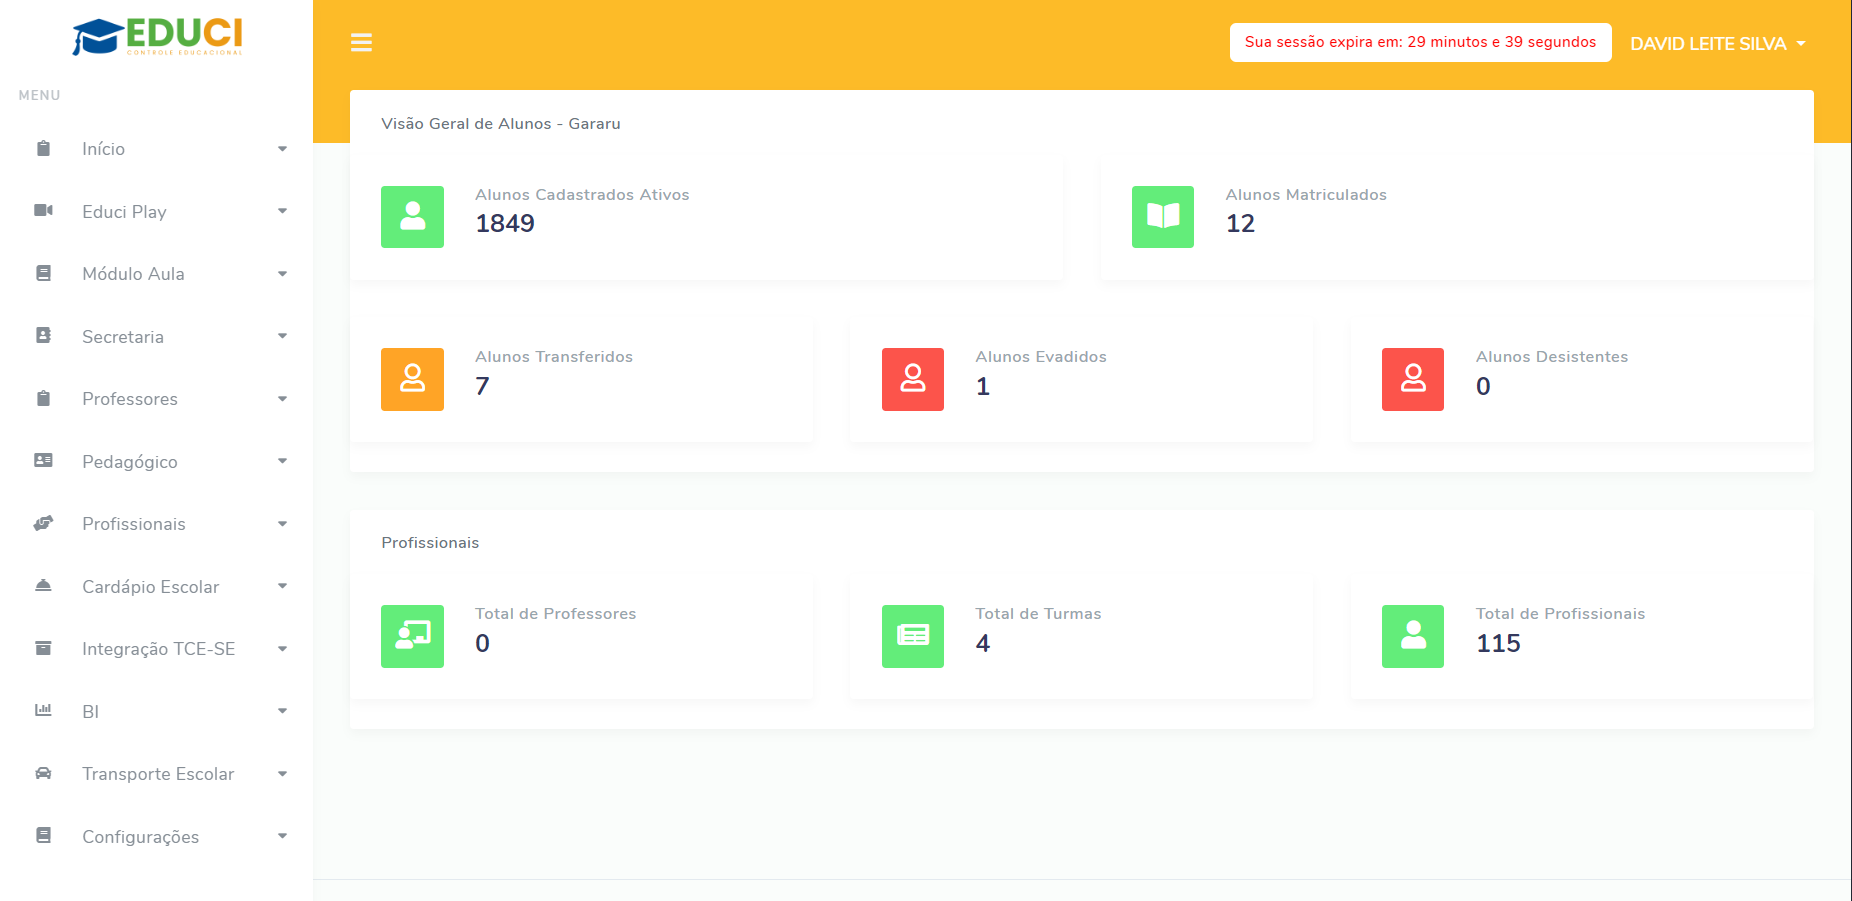 EDUCI
CONTROLE EDUCACIONAL
MENU
Início
Educi Play
Módulo Aula
Secretaria
Professores
Pedagógico
Profissionais
Cardápio Escolar
Integração TCE-SE
BI
Transporte Escolar
Configurações
Sua sessão expira em: 29 minutos e 39 segundos
DAVID LEITE SILVA
Visão Geral de Alunos - Gararu
Alunos Cadastrados Ativos
1849
Alunos Matriculados
12
Alunos Transferidos
7
Alunos Evadidos
1
Alunos Desistentes
0
Profissionais
Total de Professores
0
Total de Turmas
4
Total de Profissionais
115